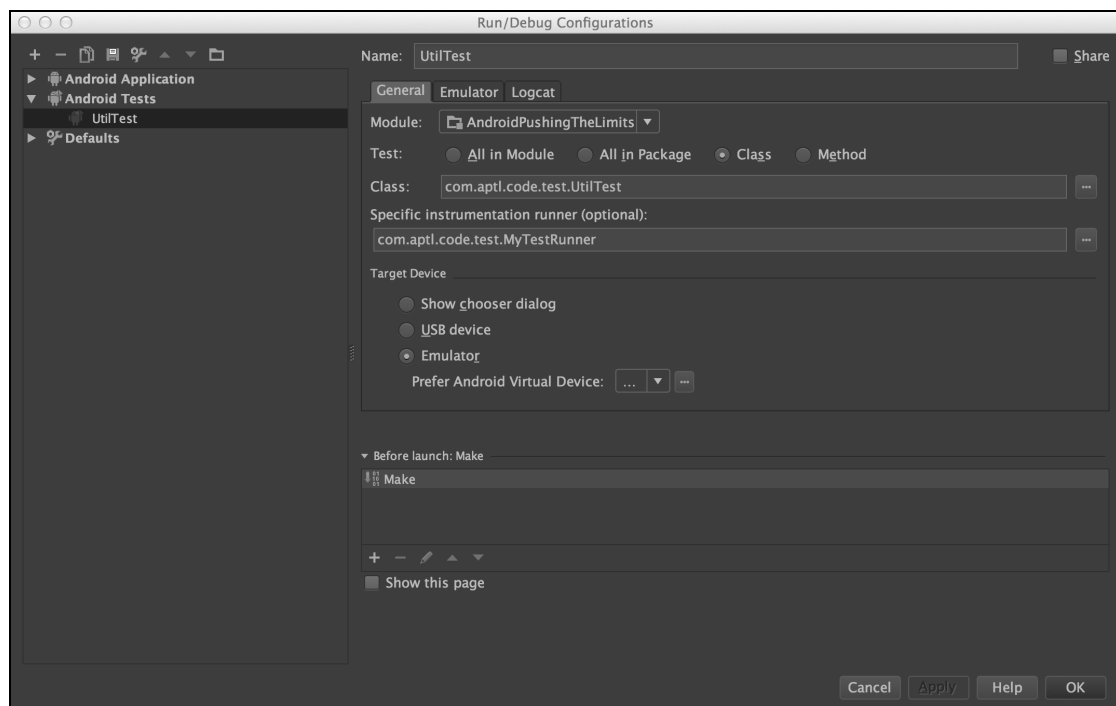 Run/Debug Configurations
Android Application
Android Tests
UtilTest
Defaults
Name: UtilTest
Share
General Emulator Logcat
Module: AndroidPushingTheLimits
Test: All in Module All in Package Class Method
Class: com.aptl.code.test.UtilTest ...
Specific instrumentation runner (optional):
com.aptl.code.test.MyTestRunner ...
Target Device
Show chooser dialog
USB device
Emulator
Prefer Android Virtual Device: ... ...
Before launch: Make
Make
Show this page
Cancel Apply Help OK